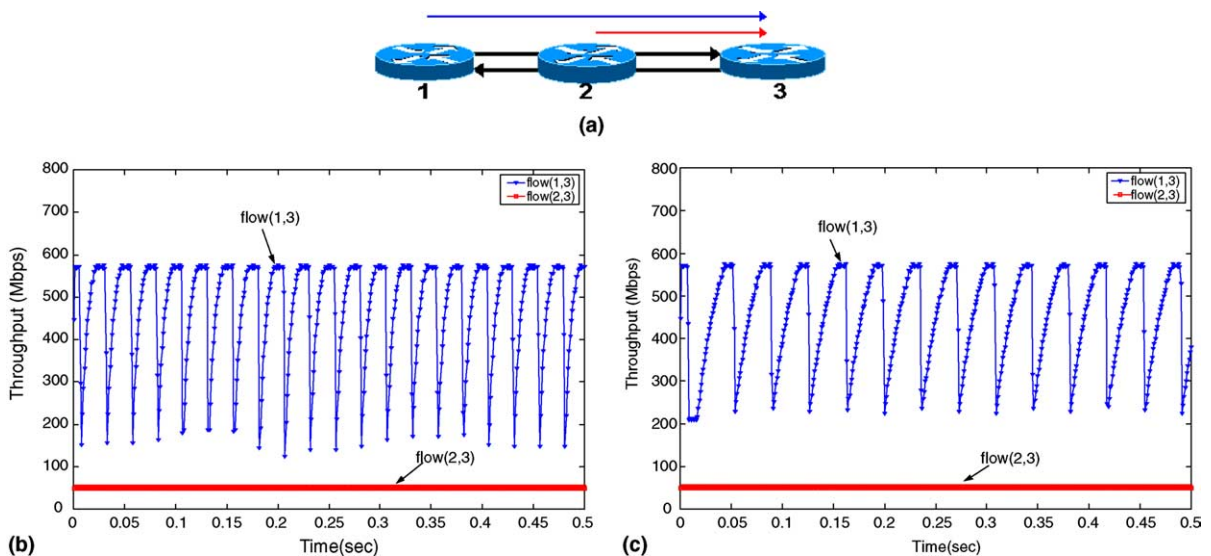 1 2 3
(a)
800
700
600
500
400
300
200
100
0
Throughput (Mbps)
flow(1,3)
flow(2,3)
flow(1,3)
flow(2,3)
0 0.05 0.1 0.15 0.2 0.25 0.3 0.35 0.4 0.45 0.5
Time(sec)
(b)
800
700
600
500
400
300
200
100
0
Throughput (Mbps)
flow(1,3)
flow(2,3)
flow(1,3)
flow(2,3)
0 0.05 0.1 0.15 0.2 0.25 0.3 0.35 0.4 0.45 0.5
Time(sec)
(c)